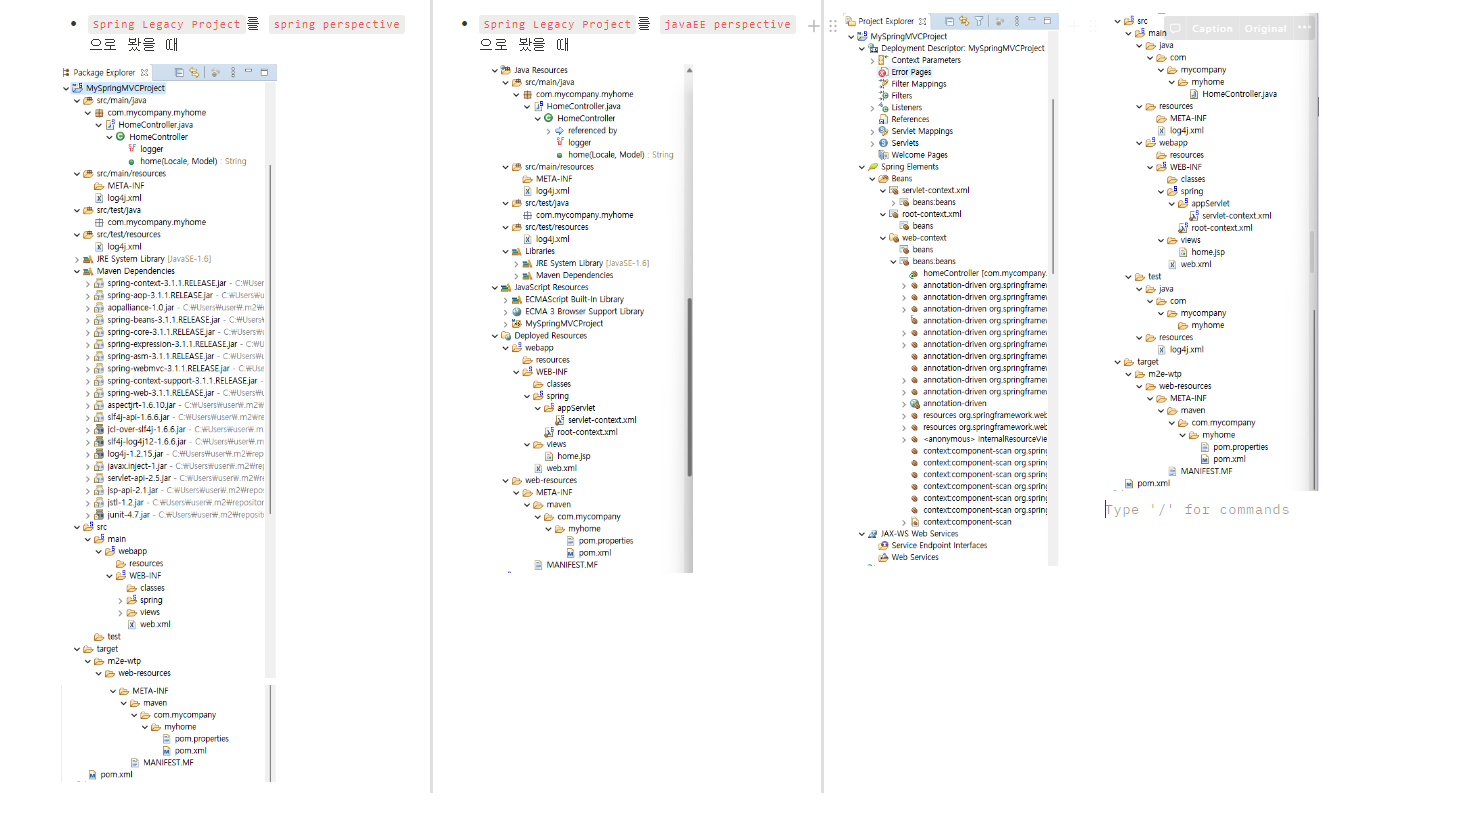 Spring Legacy Project를 spring perspective
으로 봤을 때
Package Explorer
MySpringMVCProject
src/main/java
com.mycompany.myhome
HomeController.java
HomeController
logger
home(Locale, Model) : String
src/main/resources
META-INF
log4j.xml
src/test/java
com.mycompany.myhome
src/test/resources
log4j.xml
JRE System Library [JavaSE-1.6]
Maven Dependencies
spring-context-3.1.1.RELEASE.jar - C:₩User
spring-aop-3.1.1.RELEASE.jar - C:₩Users₩u
aopalliance-1.0.jar - C:₩Users₩user₩.m2₩
spring-beans-3.1.1.RELEASE.jar - C:₩Users
spring-core-3.1.1.RELEASE.jar - C:₩Users₩
spring-expression-3.1.1.RELEASE.jar - C:₩U
spring-asm-3.1.1.RELEASE.jar - C:₩Users₩u
spring-webmvc-3.1.1.RELEASE.jar - C:₩Use
spring-context-support-3.1.1.RELEASE.jar -
spring-web-3.1.1.RELEASE.jar - C:₩Users₩u
aspectjrt-1.6.10.jar - C:₩Users₩user₩.m2₩
slf4j-api-1.6.6.jar - C:₩Users₩user₩.m2₩r
jcl-over-slf4j-1.6.6.jar - C:₩Users₩user₩.r
slf4j-log4j12-1.6.6.jar - C:₩Users₩user₩.m
log4j-1.2.15.jar - C:₩Users₩user₩.m2₩rep
javax.inject-1.jar - C:₩Users₩user₩.m2₩re
servlet-api-2.5.jar - C:₩Users₩user₩.m2₩r
jsp-api-2.1.jar - C:₩Users₩user₩.m2₩repo
jstl-1.2.jar - C:₩Users₩user₩.m2₩repositor
junit-4.7.jar - C:₩Users₩user₩.m2₩reposit
src
main
webapp
resources
WEB-INF
classes
spring
views
web.xml
test
target
m2e-wtp
web-resources
META-INF
maven
com.mycompany
myhome
pom.properties
pom.xml
MANIFEST.MF
pom.xml
Spring Legacy Project를 javaEE perspective
으로 봤을 때
Java Resources
src/main/java
com.mycompany.myhome
HomeController.java
HomeController
referenced by
logger
home(Locale, Model) : String
src/main/resources
META-INF
log4j.xml
src/test/java
com.mycompany.myhome
src/test/resources
log4j.xml
Libraries
JRE System Library [JavaSE-1.6]
Maven Dependencies
JavaScript Resources
ECMAScript Built-In Library
ECMA 3 Browser Support Library
MySpringMVCProject
Deployed Resources
webapp
resources
WEB-INF
classes
spring
appServlet
servlet-context.xml
root-context.xml
views
home.jsp
web.xml
web-resources
META-INF
maven
com.mycompany
myhome
pom.properties
pom.xml
MANIFEST.MF
Project Explorer
MySpringMVCProject
Deployment Descriptor: MySpringMVCProject
Context Parameters
Error Pages
Filter Mappings
Filters
Listeners
References
Servlet Mappings
Servlets
Welcome Pages
Spring Elements
Beans
servlet-context.xml
beans:beans
root-context.xml
beans
web-context
beans
beans:beans
homeController [com.mycompany.
annotation-driven org.springframew
annotation-driven org.springframew
annotation-driven org.springframew
annotation-driven org.springframew
annotation-driven org.springframew
annotation-driven org.springframew
annotation-driven org.springframew
annotation-driven org.springframew
annotation-driven org.springframew
annotation-driven org.springframew
annotation-driven
resources org.springframework.web
resources org.springframework.web
<anonymous> InternalResourceVie
context:component-scan org.spring
context:component-scan org.spring
context:component-scan org.spring
context:component-scan org.spring
context:component-scan org.spring
context:component-scan org.spring
context:component-scan
JAX-WS Web Services
Service Endpoint Interfaces
Web Services
src
main
Caption Original
java
com
mycompany
myhome
HomeController.java
resources
META-INF
log4j.xml
webapp
resources
WEB-INF
classes
spring
appServlet
servlet-context.xml
root-context.xml
views
home.jsp
web.xml
test
java
com
mycompany
myhome
resources
log4j.xml
target
m2e-wtp
web-resources
META-INF
maven
com.mycompany
myhome
pom.properties
pom.xml
MANIFEST.MF
pom.xml
Type '/' for commands